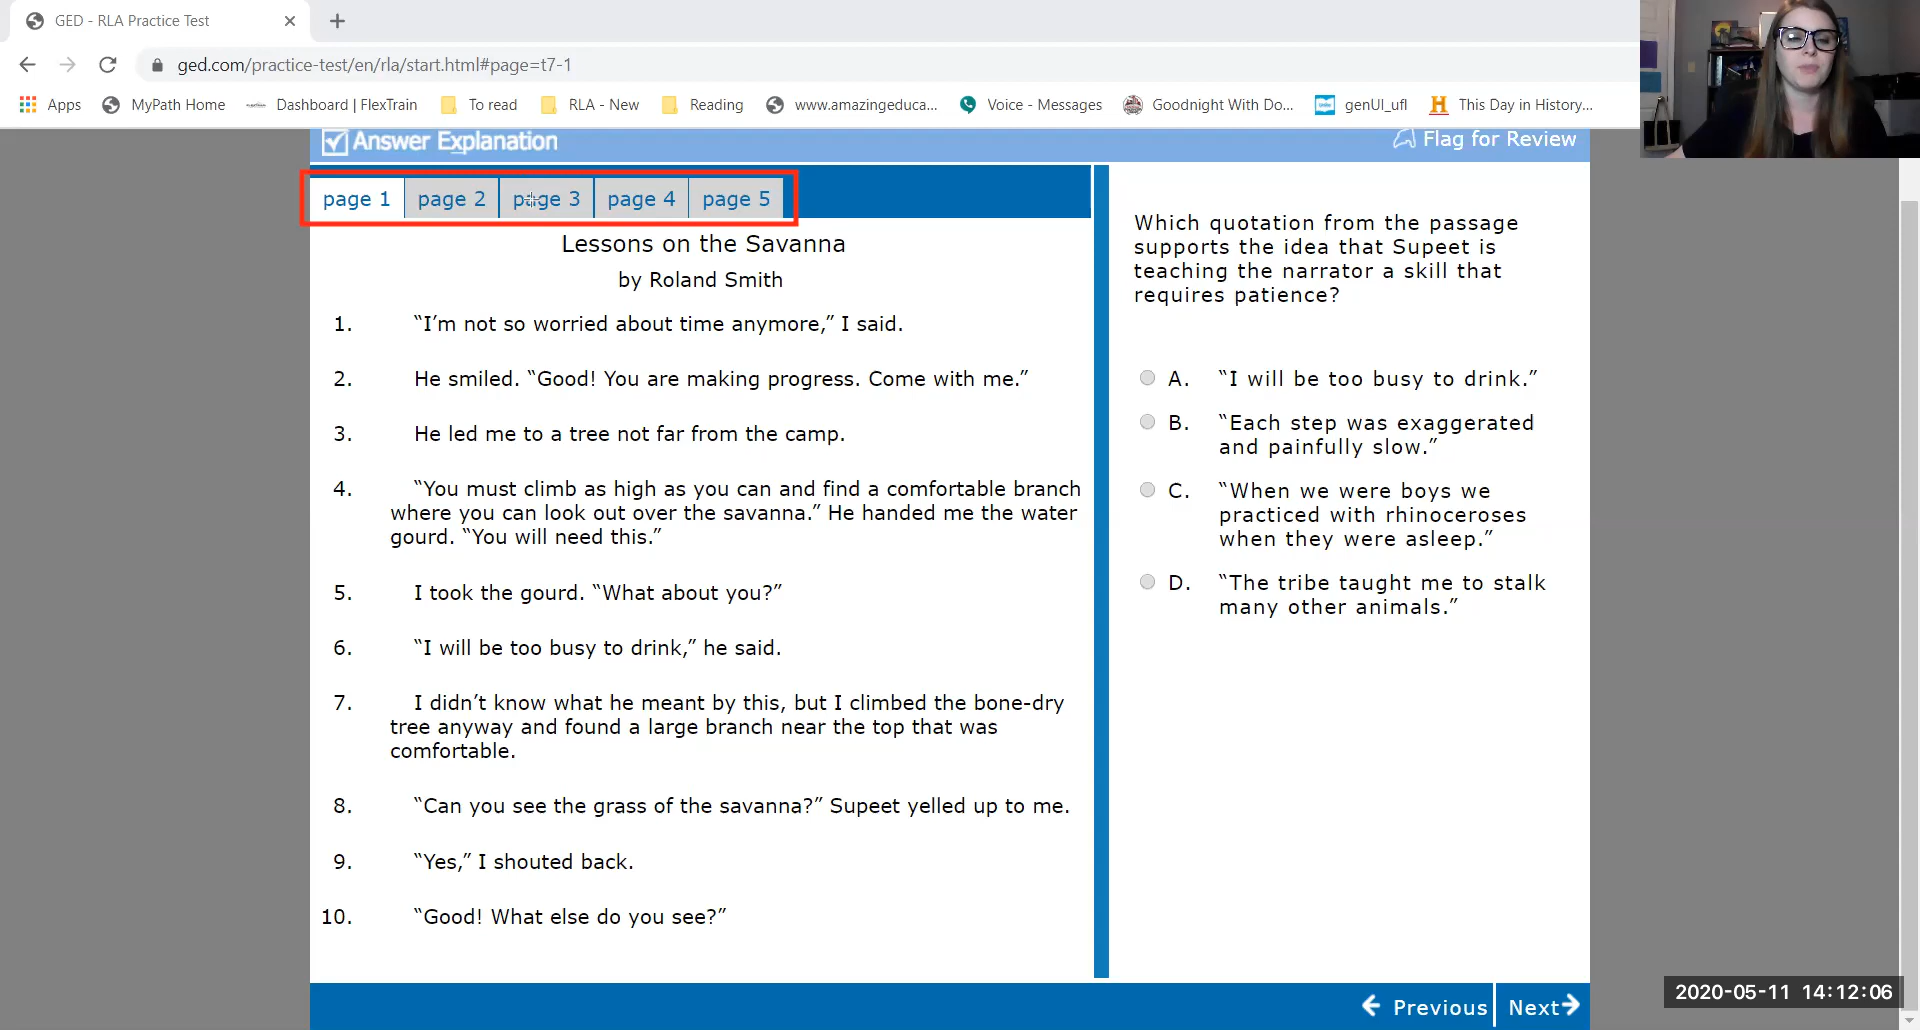 GED - RLA Practice Test
ged.com/practice-test/en/rla/start.html#page=t7-1
Apps MyPath Home Dashboard | FlexTrain To read RLA - New Reading www.amazingeduca... Voice - Messages Goodnight With Do... genUI_ufl This Day in History...
Answer Explanation
Flag for Review
page 1 page 2 page 3 page 4 page 5
Lessons on the Savanna
by Roland Smith
1. “I’m not so worried about time anymore,” I said.
2. He smiled. “Good! You are making progress. Come with me.”
3. He led me to a tree not far from the camp.
4. “You must climb as high as you can and find a comfortable branch
where you can look out over the savanna.” He handed me the water
gourd. “You will need this.”
5. I took the gourd. “What about you?”
6. “I will be too busy to drink,” he said.
7. I didn’t know what he meant by this, but I climbed the bone-dry
tree anyway and found a large branch near the top that was
comfortable.
8. “Can you see the grass of the savanna?” Supeet yelled up to me.
9. “Yes,” I shouted back.
10. “Good! What else do you see?”
Which quotation from the passage
supports the idea that Supeet is
teaching the narrator a skill that
requires patience?
A. “I will be too busy to drink.”
B. “Each step was exaggerated
and painfully slow.”
C. “When we were boys we
practiced with rhinoceroses
when they were asleep.”
D. “The tribe taught me to stalk
many other animals.”
Previous Next
2020-05-11 14:12:06